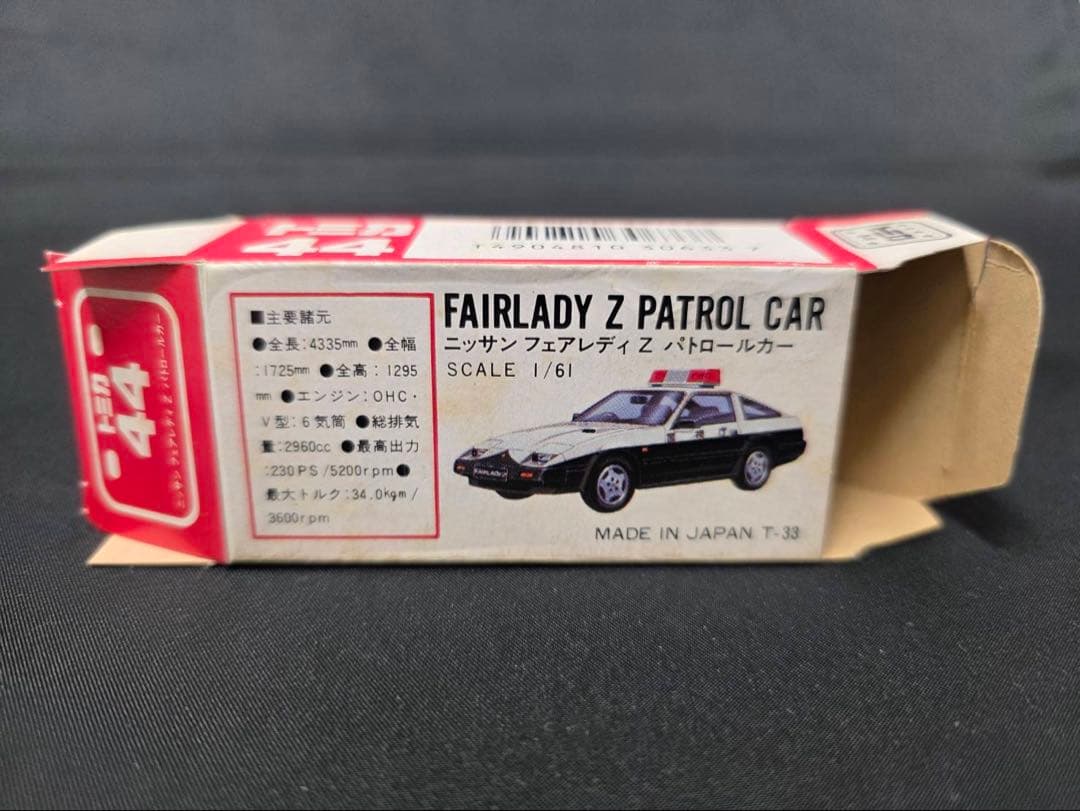 トミカ
44
T4904810
トミカ
44
ニッサン フェアレディZ パトロールカー
■主要諸元
●全長:4335mm ●全幅
:1725mm ●全高:1295
mm ●エンジン:OHC・
V型:6気筒 ●総排気
量:2960cc ●最高出力
:230PS/5200rpm●
最大トルク:34.0kgm/
3600rpm
FAIRLADY Z PATROL CAR
ニッサン フェアレディ Z パトロールカー
SCALE 1/61
警視庁
FAIRLADY Z
MADE IN JAPAN T-33